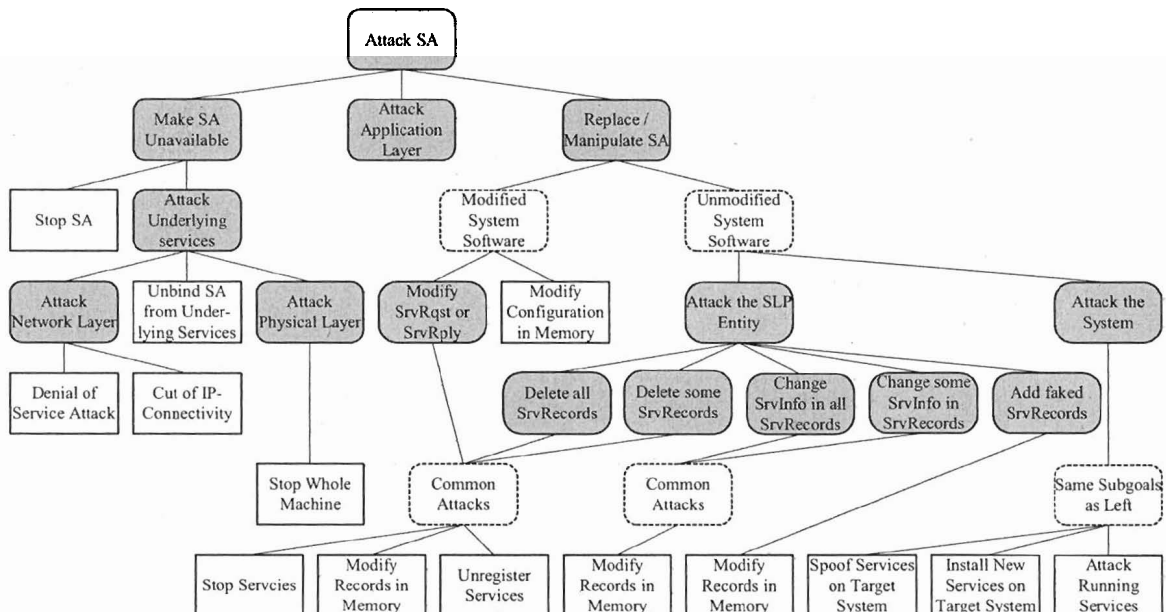 Attack SA
Make SA
Unavailable
Attack
Application
Layer
Replace /
Manipulate SA
Stop SA
Attack
Underlying
services
Modified
System
Software
Unmodified
System
Software
Attack
Network Layer
Unbind SA
from Under-
lying Services
Attack
Physical Layer
Modify
SrvRqst or
SrvRply
Modify
Configuration
in Memory
Attack the SLP
Entity
Attack the
System
Denial of
Service Attack
Cut of IP-
Connectivity
Delete all
SrvRecords
Delete some
SrvRecords
Change
SrvInfo in all
SrvRecords
Change some
SrvInfo in
SrvRecords
Add faked
SrvRecords
Stop Whole
Machine
Common
Attacks
Common
Attacks
Same Subgoals
as Left
Stop Servcies
Modify
Records in
Memory
Unregister
Services
Modify
Records in
Memory
Modify
Records in
Memory
Spoof Services
on Target
System
Install New
Services on
Target System
Attack
Running
Services